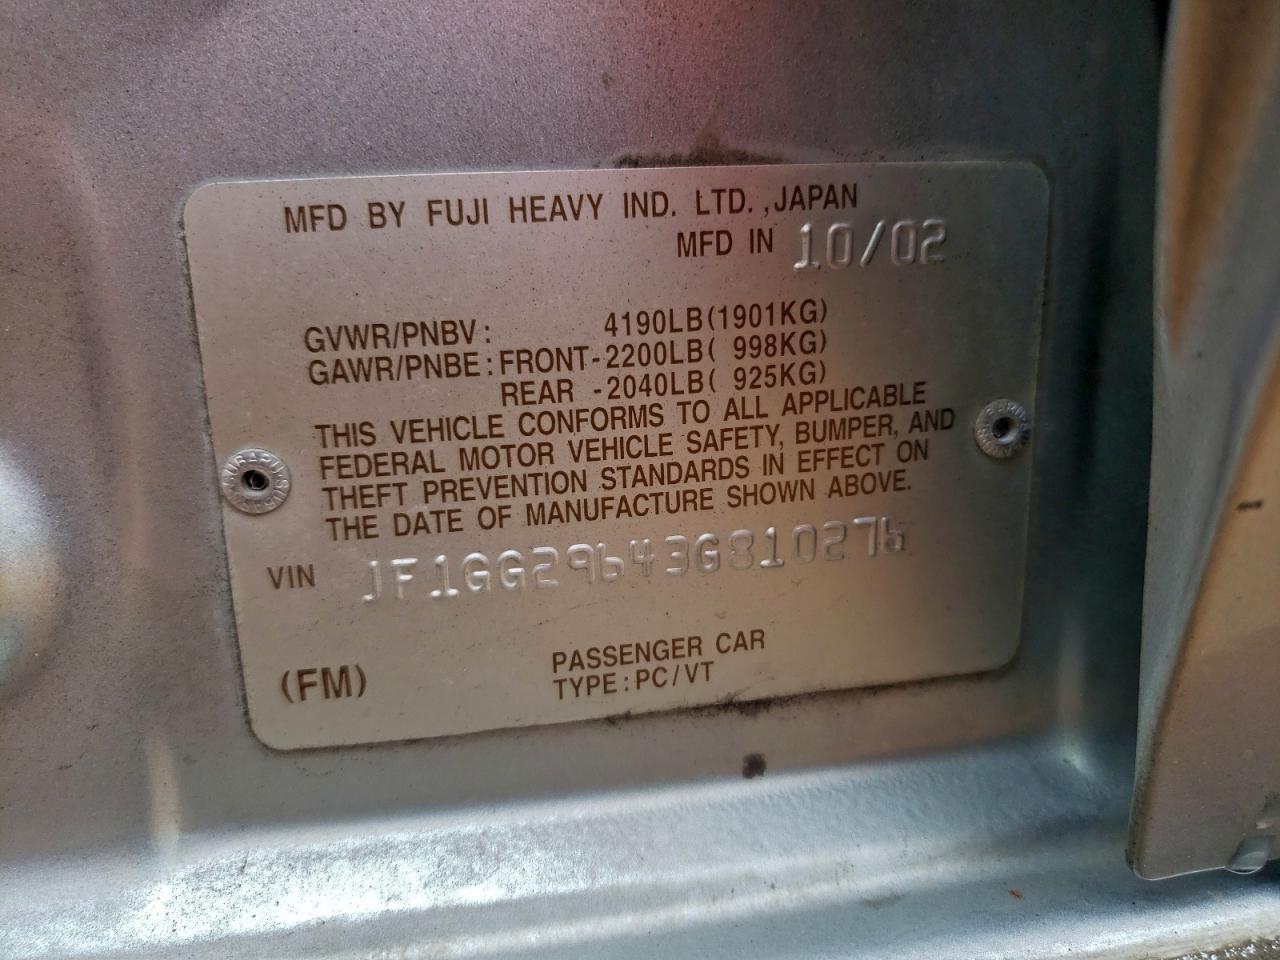 MFD BY FUJI HEAVY IND. LTD., JAPAN
MFD IN 10/02
GVWR/PNBV: 4190LB(1901KG)
GAWR/PNBE: FRONT-2200LB( 998KG)
REAR -2040LB( 925KG)
THIS VEHICLE CONFORMS TO ALL APPLICABLE
FEDERAL MOTOR VEHICLE SAFETY, BUMPER, AND
THEFT PREVENTION STANDARDS IN EFFECT ON
THE DATE OF MANUFACTURE SHOWN ABOVE.
VIN JF1GG29643G810276
(FM)
PASSENGER CAR
TYPE: PC/VT